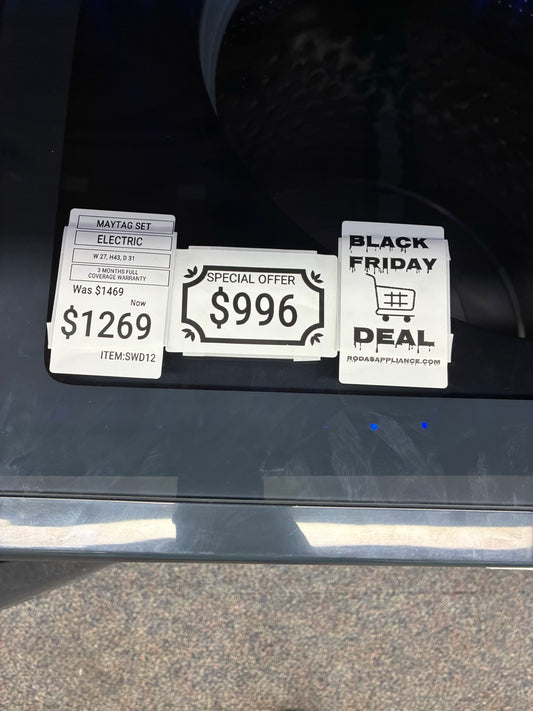 MAYTAG SET
ELECTRIC
W 27, H43, D 31
3 MONTHS FULL
COVERAGE WARRANTY
Was $1469
Now
$1269
ITEM:SWD12
SPECIAL OFFER
$996
BLACK
FRIDAY
DEAL
RODASAPPLIANCE.COM